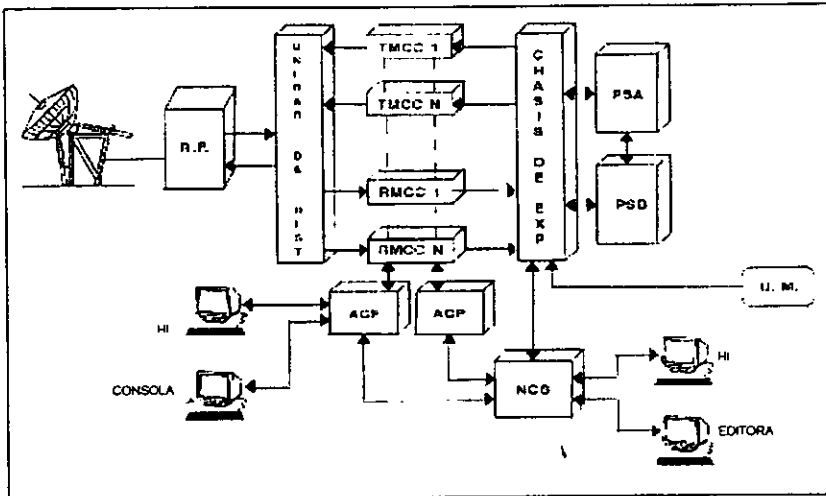 UNIDAD DE DIST
TMCC 1
TMCC N
RMCC 1
RMCC N
CHASIS DE EXP
PSA
PSB
R.F.
U. M.
HI
ACP
ACP
HI
CONSOLA
NCS
EDITORA